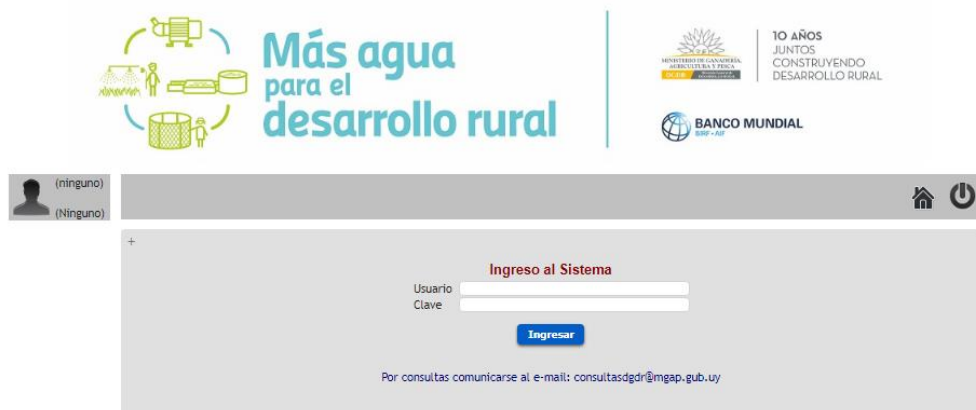 Más agua
para el
desarrollo rural
MINISTERIO DE GANADERÍA,
AGRICULTURA Y PESCA
DGDR
10 AÑOS
JUNTOS
CONSTRUYENDO
DESARROLLO RURAL
BANCO MUNDIAL
BIRF • AIF
(ninguno)
(Ninguno)
+
Ingreso al Sistema
Usuario
Clave
Ingresar
Por consultas comunicarse al e-mail: consultasdgdr@mgap.gub.uy